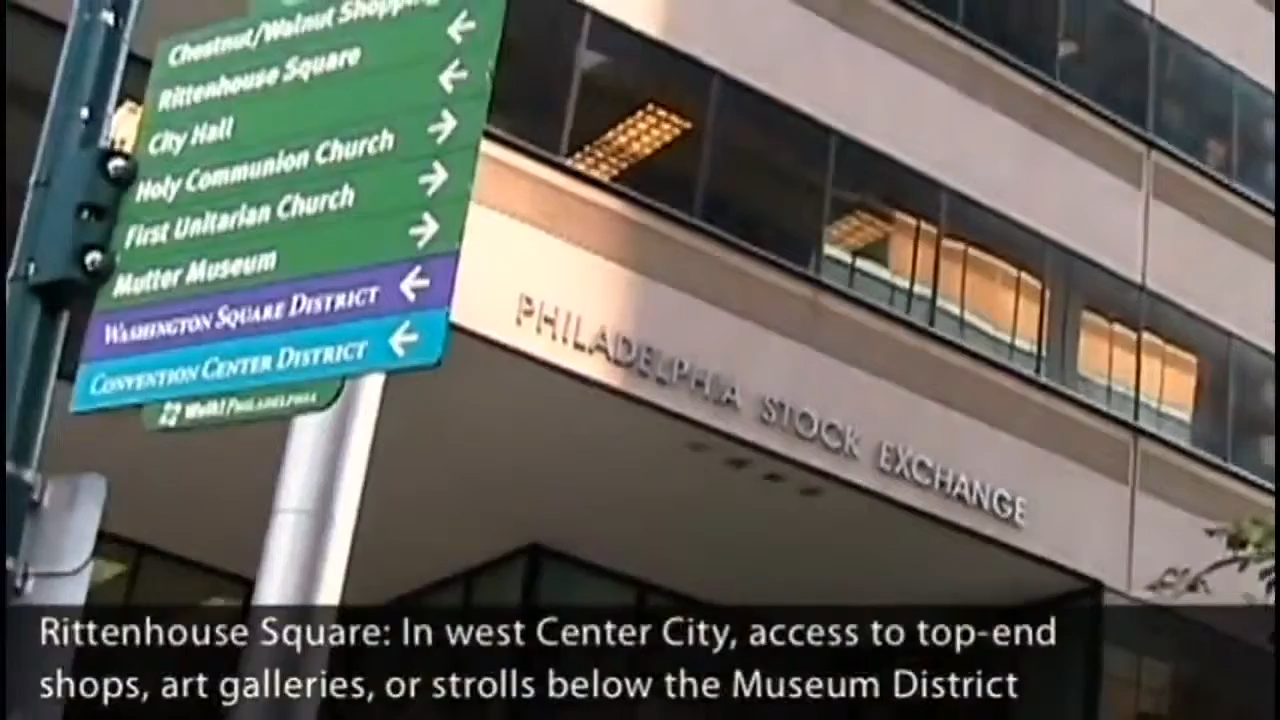 Chestnut/Walnut Shopping
Rittenhouse Square
City Hall
Holy Communion Church
First Unitarian Church
Mutter Museum
WASHINGTON SQUARE DISTRICT
CONVENTION CENTER DISTRICT
Walk! PHILADELPHIA
PHILADELPHIA STOCK EXCHANGE
Rittenhouse Square: In west Center City, access to top-end
shops, art galleries, or strolls below the Museum District